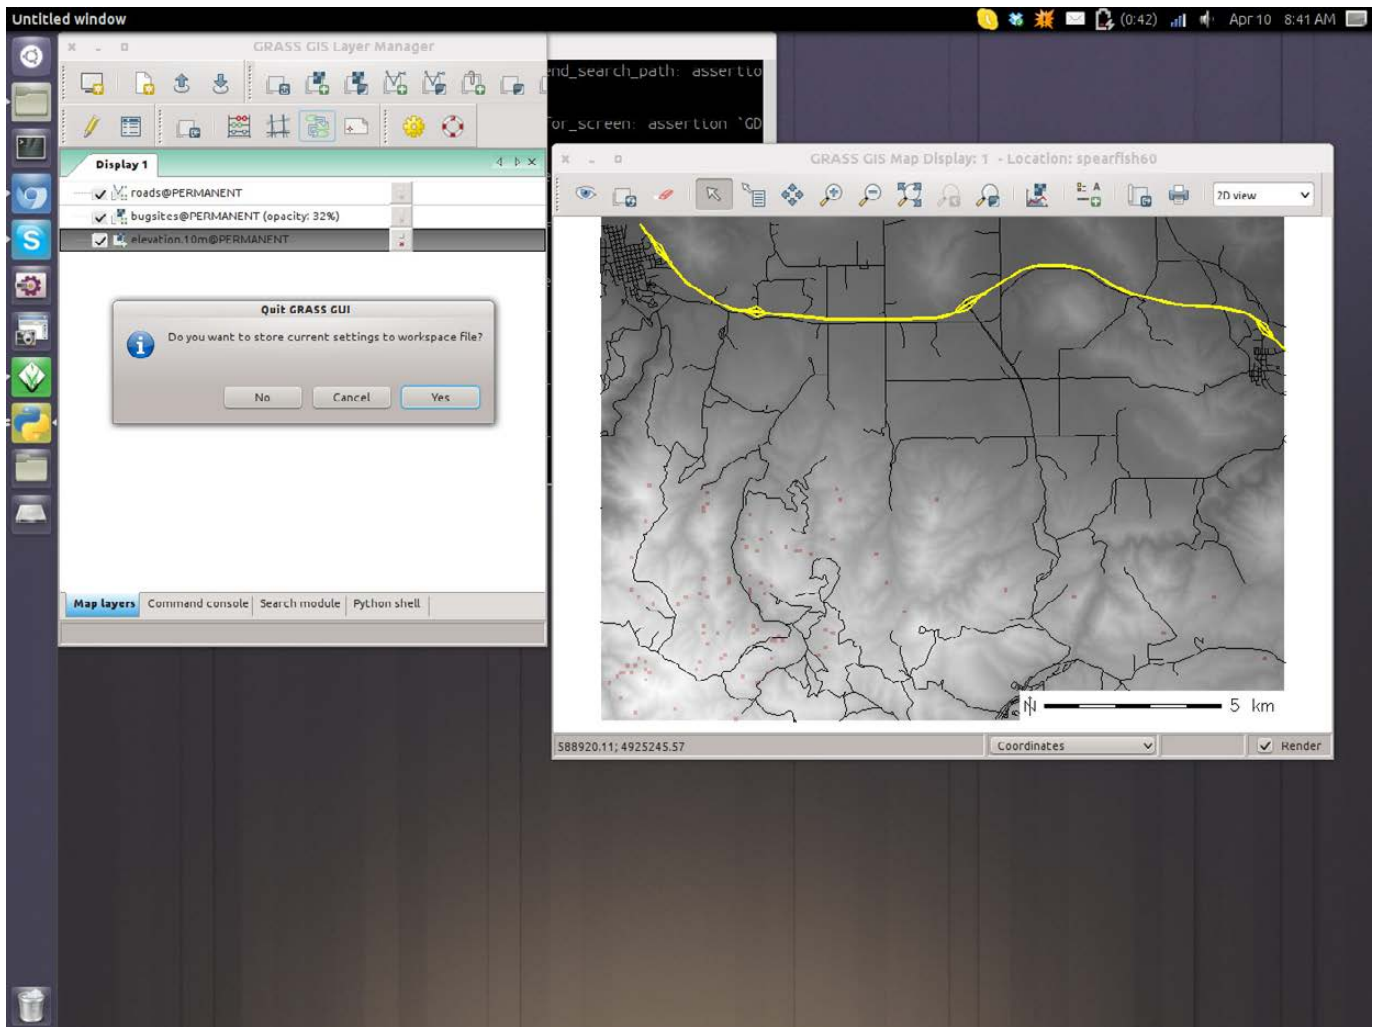 Untitled window
(0:42)
Apr 10 8:41 AM
GRASS GIS Layer Manager
end_search_path: assertio
or_screen: assertion `GD
Display 1
roads@PERMANENT
bugsites@PERMANENT (opacity: 32%)
elevation.10m@PERMANENT
Quit GRASS GUI
Do you want to store current settings to workspace file?
No
Cancel
Yes
Map layers
Command console
Search module
Python shell
GRASS GIS Map Display: 1 - Location: spearfish60
2D view
N
5 km
588920.11; 4925245.57
Coordinates
Render